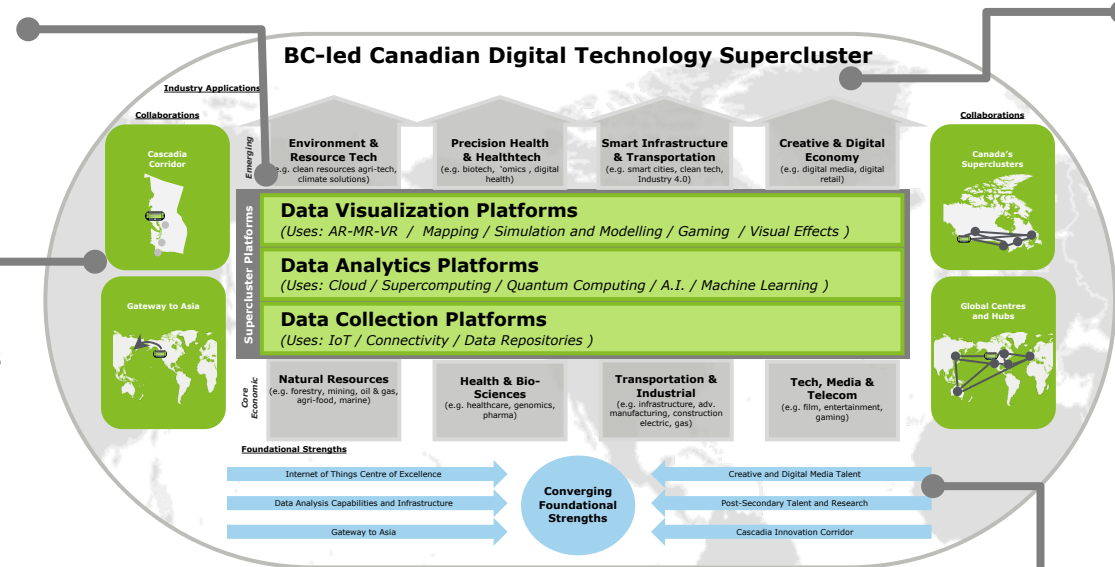 BC-led Canadian Digital Technology Supercluster
Industry Applications
Collaborations
Cascadia
Corridor
Gateway to Asia
Emerging
Environment &
Resource Tech
(e.g. clean resources agri-tech,
climate solutions)
Precision Health
& Healthtech
(e.g. biotech, ‘omics , digital
health)
Smart Infrastructure
& Transportation
(e.g. smart cities, clean tech,
Industry 4.0)
Creative & Digital
Economy
(e.g. digital media, digital
retail)
Collaborations
Canada’s
Superclusters
Global Centres
and Hubs
Supercluster Platforms
Data Visualization Platforms
(Uses: AR-MR-VR / Mapping / Simulation and Modelling / Gaming / Visual Effects )
Data Analytics Platforms
(Uses: Cloud / Supercomputing / Quantum Computing / A.I. / Machine Learning )
Data Collection Platforms
(Uses: IoT / Connectivity / Data Repositories )
Core
Economic
Natural Resources
(e.g. forestry, mining, oil & gas,
agri-food, marine)
Health & Bio-
Sciences
(e.g. healthcare, genomics,
pharma)
Transportation &
Industrial
(e.g. infrastructure, adv.
manufacturing, construction
electric, gas)
Tech, Media &
Telecom
(e.g. film, entertainment,
gaming)
Foundational Strengths
Internet of Things Centre of Excellence
Data Analysis Capabilities and Infrastructure
Gateway to Asia
Converging
Foundational
Strengths
Creative and Digital Media Talent
Post-Secondary Talent and Research
Cascadia Innovation Corridor